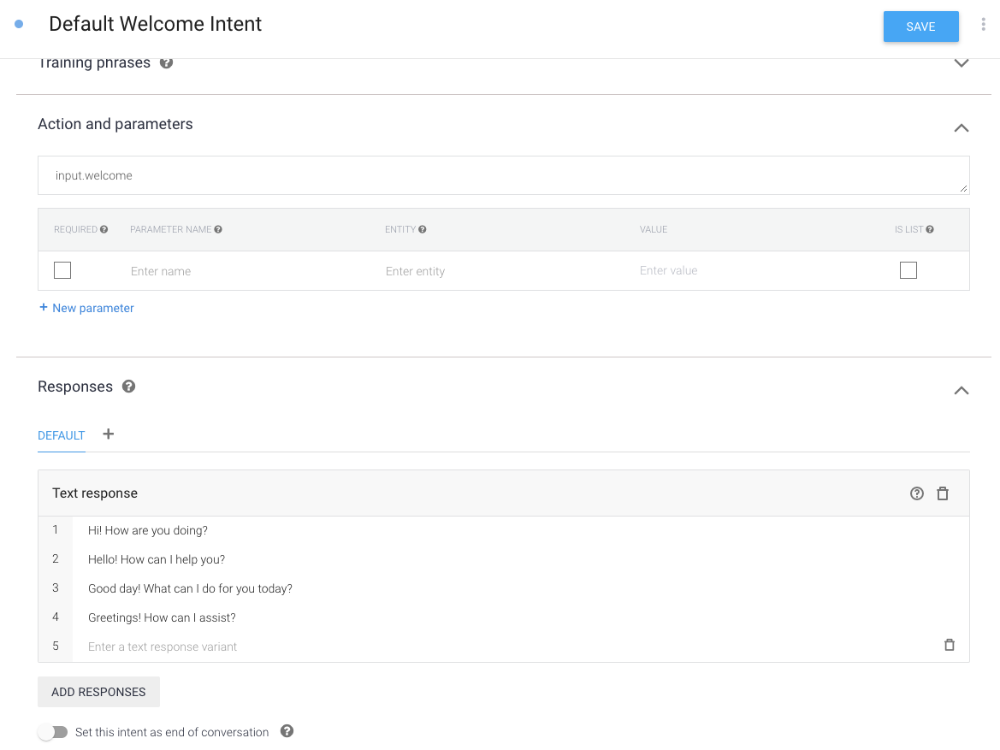 Default Welcome Intent
SAVE
Training phrases
Action and parameters
input.welcome
REQUIRED PARAMETER NAME ENTITY VALUE IS LIST
Enter name Enter entity Enter value
+ New parameter
Responses
DEFAULT +
Text response
1 Hi! How are you doing?
2 Hello! How can I help you?
3 Good day! What can I do for you today?
4 Greetings! How can I assist?
5 Enter a text response variant
ADD RESPONSES
Set this intent as end of conversation